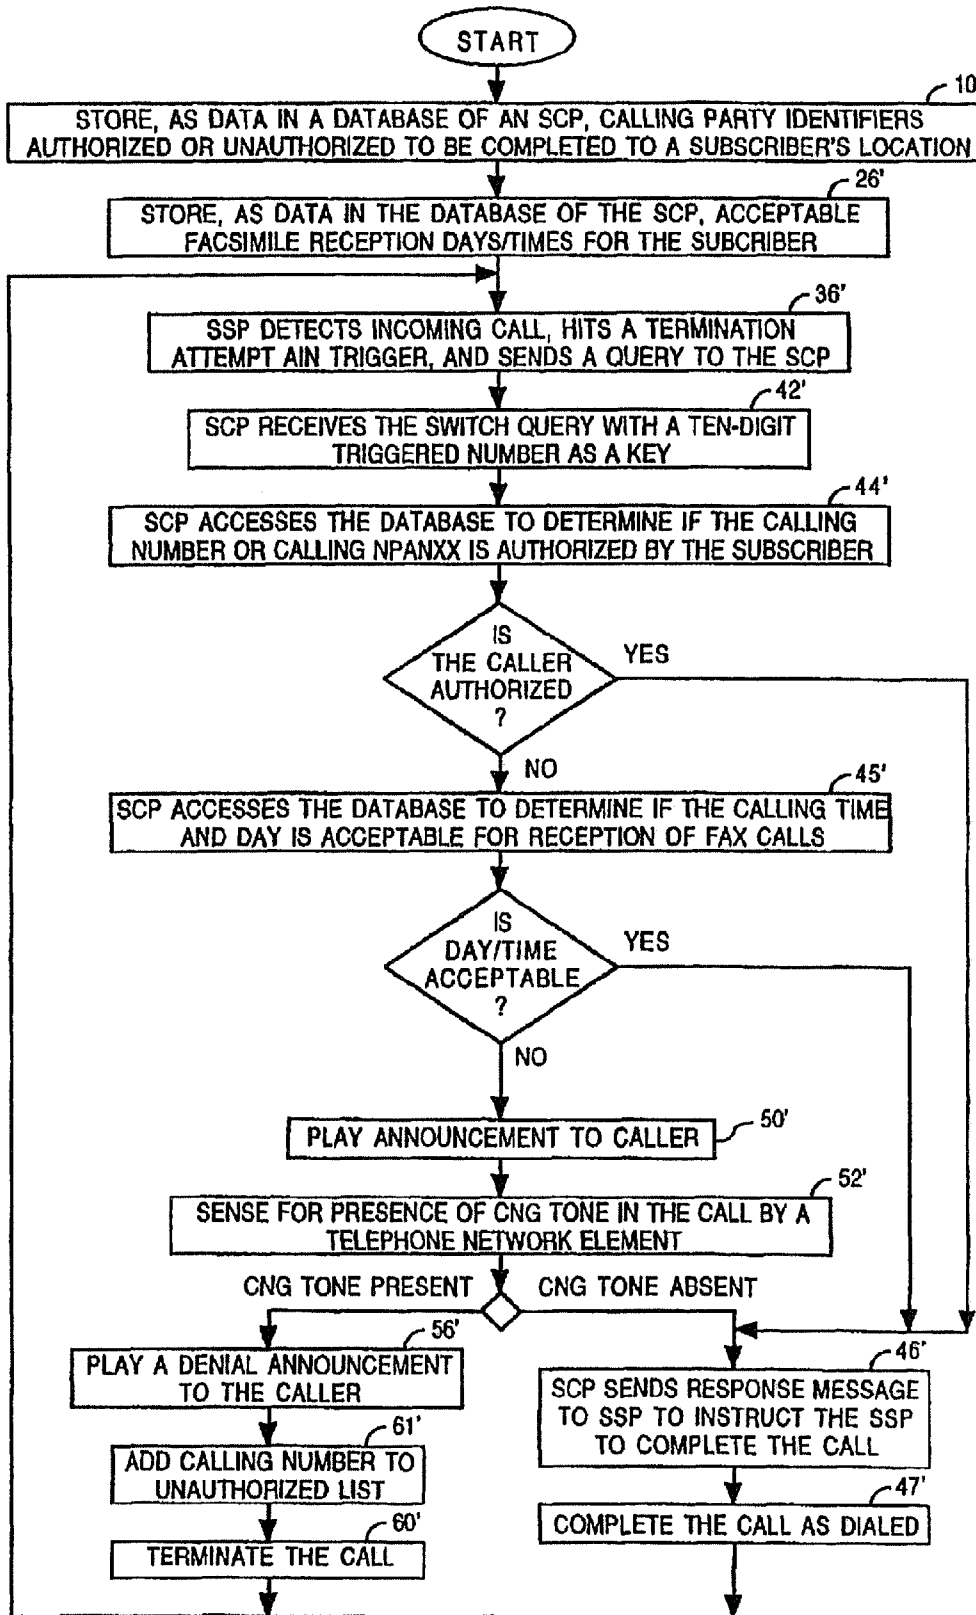 START
10
STORE, AS DATA IN A DATABASE OF AN SCP, CALLING PARTY IDENTIFIERS
AUTHORIZED OR UNAUTHORIZED TO BE COMPLETED TO A SUBSCRIBER'S LOCATION
26'
STORE, AS DATA IN THE DATABASE OF THE SCP, ACCEPTABLE
FACSIMILE RECEPTION DAYS/TIMES FOR THE SUBCRIBER
36'
SSP DETECTS INCOMING CALL, HITS A TERMINATION
ATTEMPT AIN TRIGGER, AND SENDS A QUERY TO THE SCP
42'
SCP RECEIVES THE SWITCH QUERY WITH A TEN-DIGIT
TRIGGERED NUMBER AS A KEY
44'
SCP ACCESSES THE DATABASE TO DETERMINE IF THE CALLING
NUMBER OR CALLING NPANXX IS AUTHORIZED BY THE SUBSCRIBER
IS
THE CALLER
AUTHORIZED
?
YES
NO
45'
SCP ACCESSES THE DATABASE TO DETERMINE IF THE CALLING TIME
AND DAY IS ACCEPTABLE FOR RECEPTION OF FAX CALLS
IS
DAY/TIME
ACCEPTABLE
?
YES
NO
50'
PLAY ANNOUNCEMENT TO CALLER
52'
SENSE FOR PRESENCE OF CNG TONE IN THE CALL BY A
TELEPHONE NETWORK ELEMENT
CNG TONE PRESENT
CNG TONE ABSENT
56'
PLAY A DENIAL ANNOUNCEMENT
TO THE CALLER
61'
ADD CALLING NUMBER TO
UNAUTHORIZED LIST
60'
TERMINATE THE CALL
46'
SCP SENDS RESPONSE MESSAGE
TO SSP TO INSTRUCT THE SSP
TO COMPLETE THE CALL
47'
COMPLETE THE CALL AS DIALED